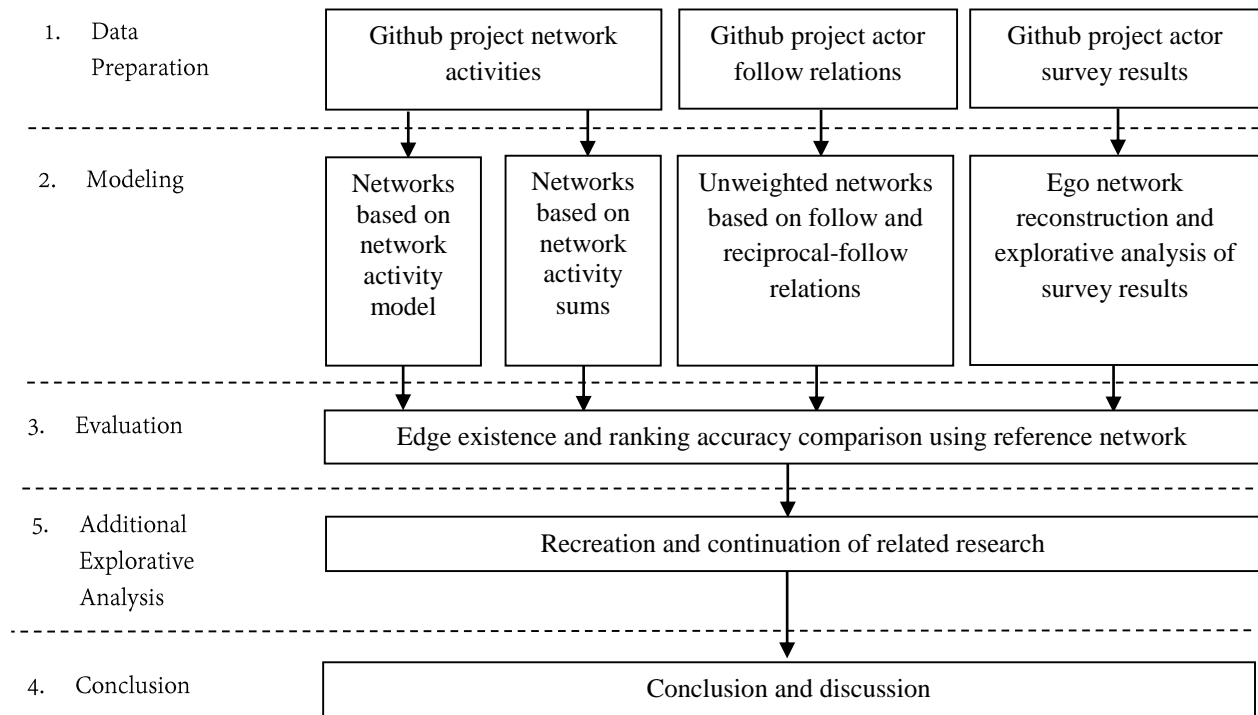 1. Data
Preparation
Github project network
activities
Github project actor
follow relations
Github project actor
survey results
2. Modeling
Networks
based on
network
activity
model
Networks
based on
network
activity
sums
Unweighted networks
based on follow and
reciprocal-follow
relations
Ego network
reconstruction and
explorative analysis of
survey results
3. Evaluation
Edge existence and ranking accuracy comparison using reference network
5. Additional
Explorative
Analysis
Recreation and continuation of related research
4. Conclusion
Conclusion and discussion